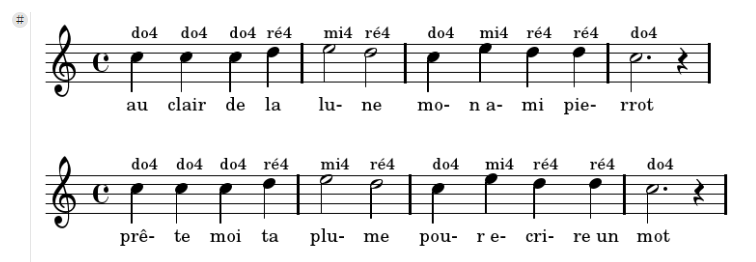 #
do4 do4 do4 ré4 mi4 ré4 do4 mi4 ré4 ré4 do4
au clair de la lu- ne mo- n a- mi pie- rrot
do4 do4 do4 ré4 mi4 ré4 do4 mi4 ré4 ré4 do4
prê- te moi ta plu- me pou- r e- cri- re un mot